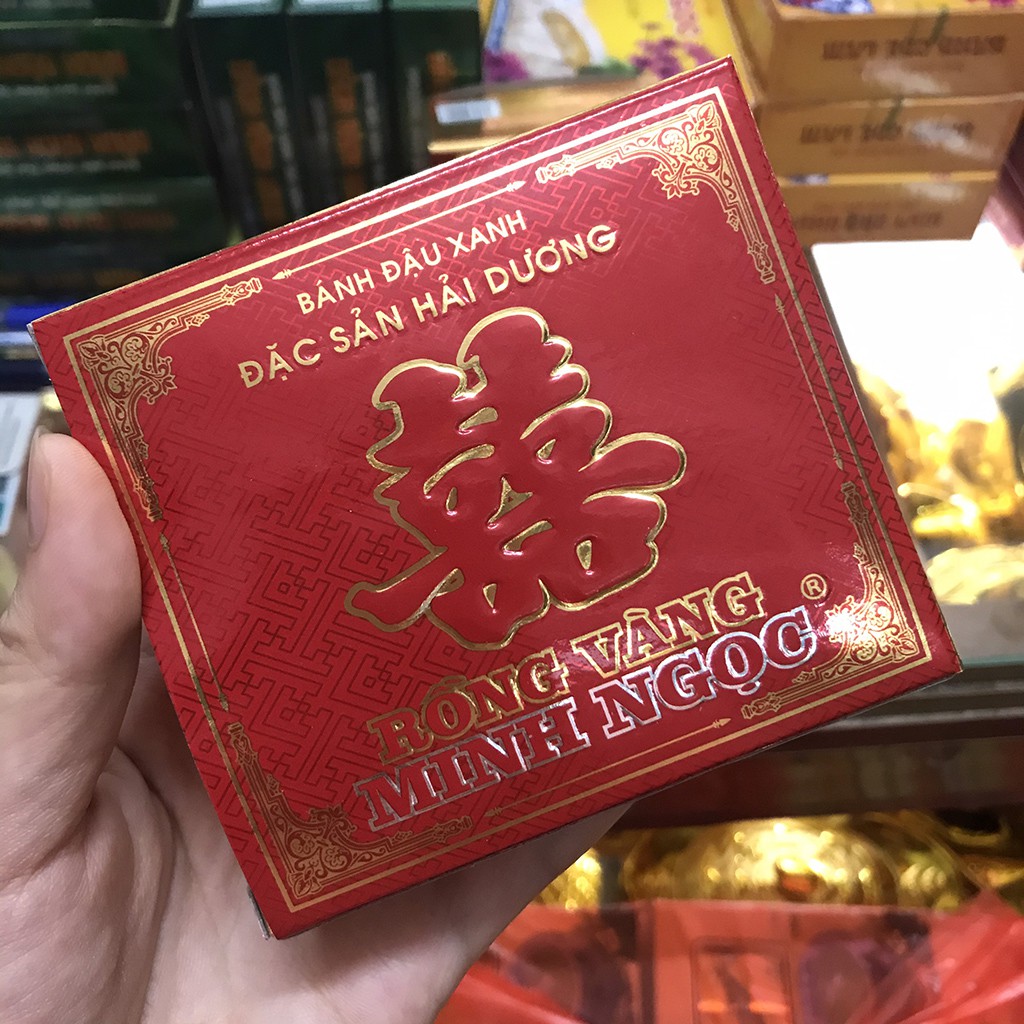 BÁNH ĐẬU XANH
ĐẶC SẢN HẢI DƯƠNG
囍
RỒNG VÀNG
MINH NGỌC ®